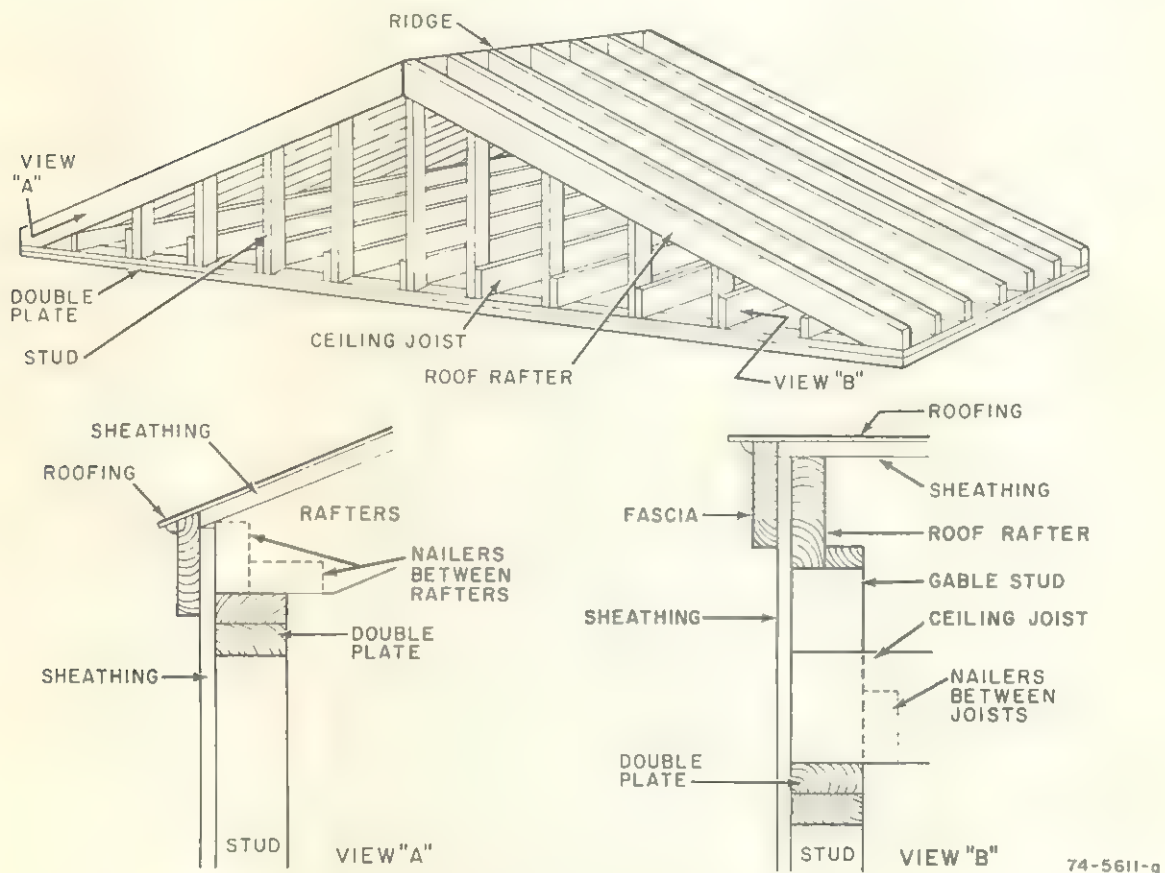 RIDGE
VIEW
"A"
DOUBLE
PLATE
STUD
CEILING JOIST
ROOF RAFTER
VIEW "B"
SHEATHING
ROOFING
RAFTERS
NAILERS
BETWEEN
RAFTERS
DOUBLE
PLATE
SHEATHING
STUD
VIEW "A"
ROOFING
SHEATHING
FASCIA
ROOF RAFTER
GABLE STUD
SHEATHING
CEILING JOIST
NAILERS
BETWEEN
JOISTS
DOUBLE
PLATE
STUD
VIEW "B"
74-5611-a